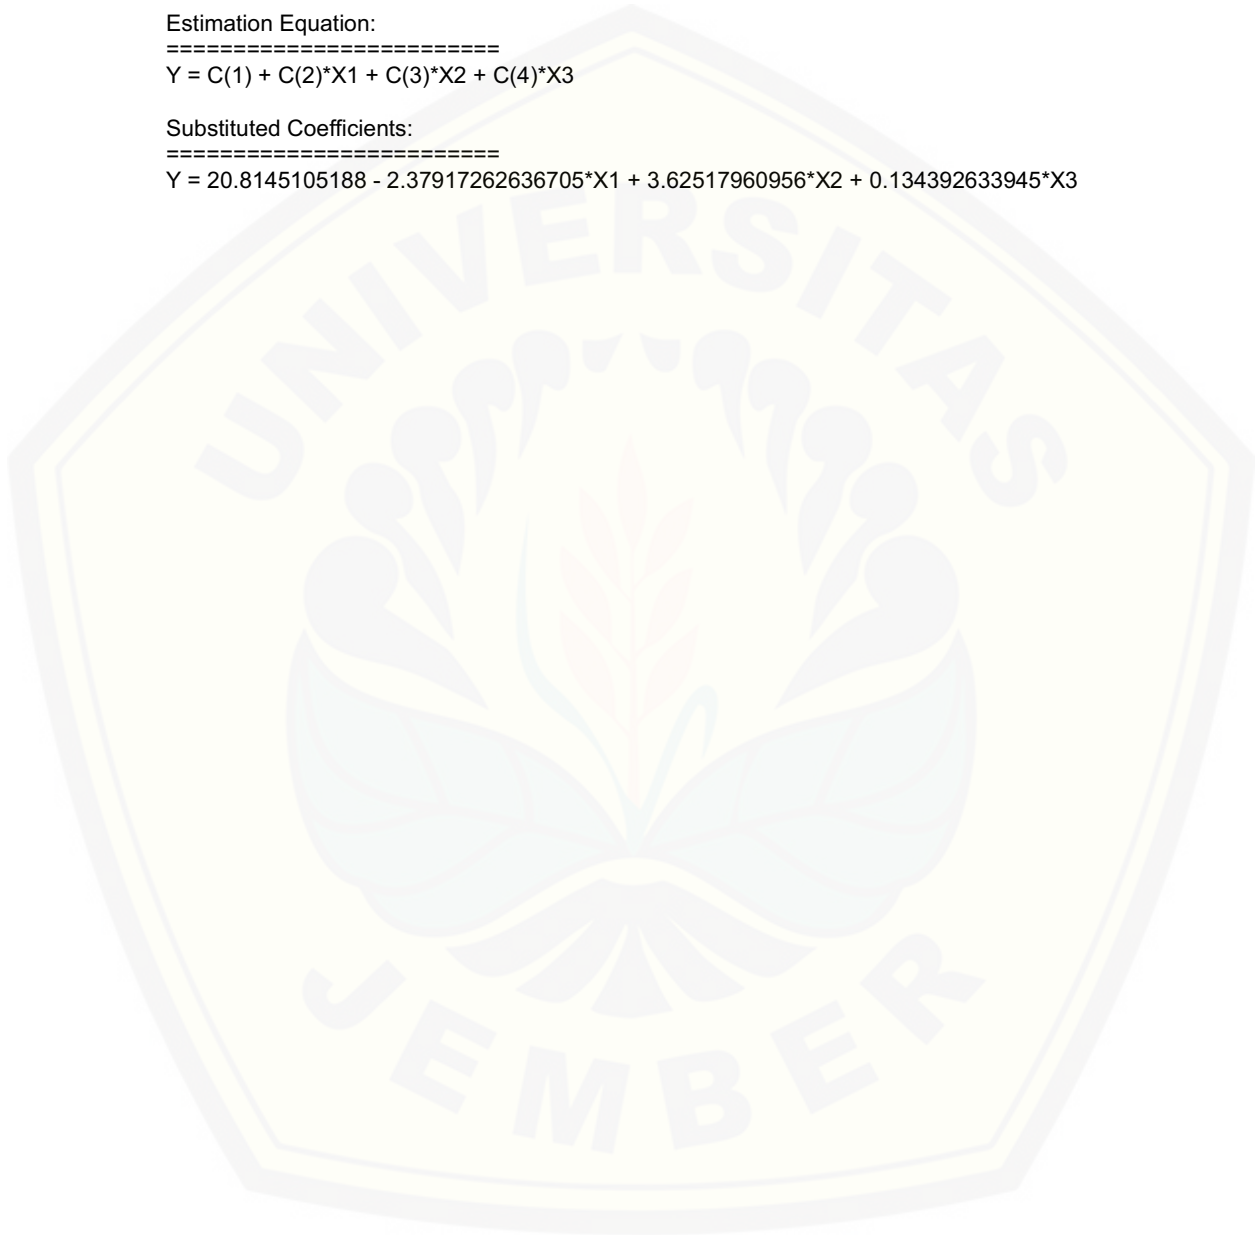 Estimation Equation:
=========================
Y = C(1) + C(2)*X1 + C(3)*X2 + C(4)*X3
Substituted Coefficients:
=========================
Y = 20.8145105188 - 2.37917262636705*X1 + 3.62517960956*X2 + 0.134392633945*X3
UNIVERSITAS
JEMBER